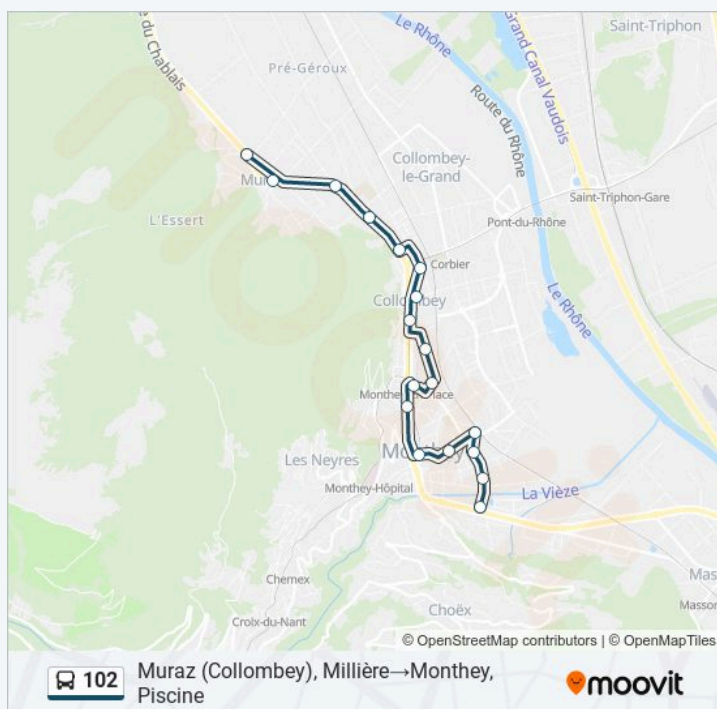 Saint-Triphon
Le Rhône
Grand Canal Vaudois
e du Chablais
Pré-Géroux
Route du Rhône
Collombey-
le-Grand
Saint-Triphon-Gare
L'Essert
Pont-du-Rhône
Corbier
Le Rhône
Collombey
Les Neyres
Monthey-Hôpital
La Vièze
Chemex
Mas
Masson
Croix-du-Nant
Choëx
© OpenStreetMap contributors | © OpenMapTiles
102
Muraz (Collombey), Millière→Monthey,
Piscine
moovit